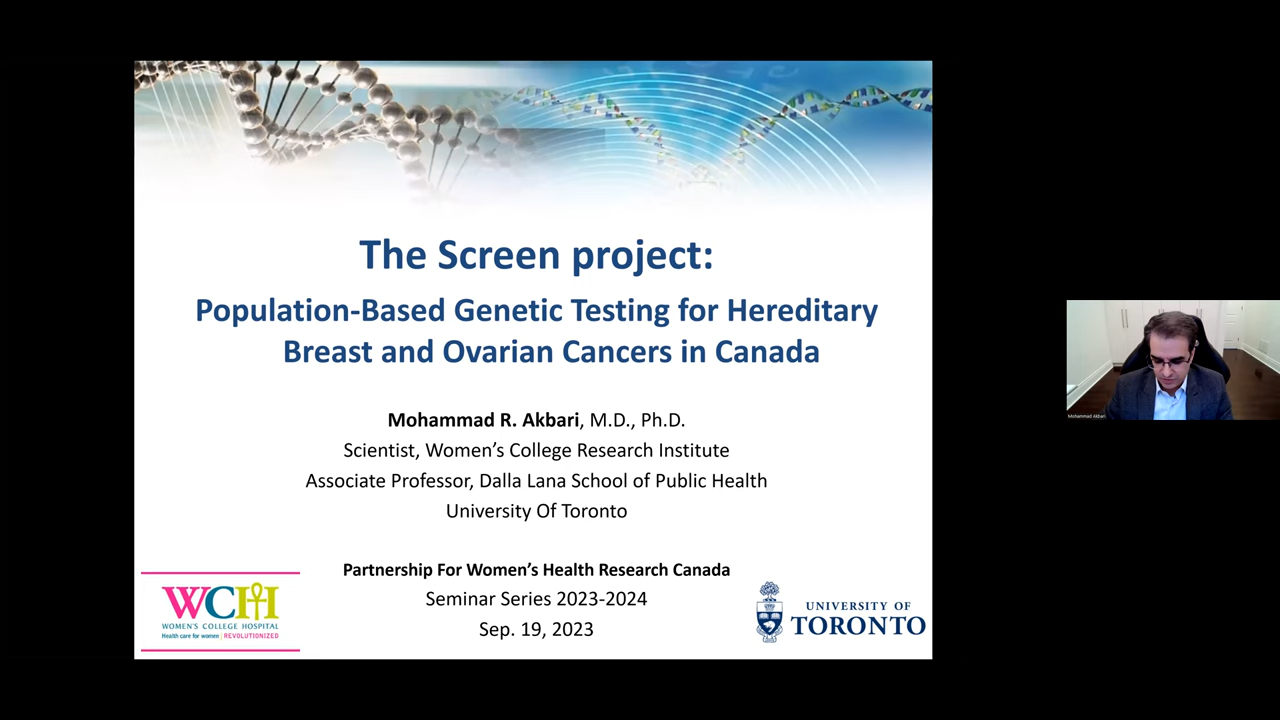 The Screen project:
Population-Based Genetic Testing for Hereditary
Breast and Ovarian Cancers in Canada
Mohammad R. Akbari, M.D., Ph.D.
Scientist, Women's College Research Institute
Associate Professor, Dalla Lana School of Public Health
University Of Toronto
Partnership For Women's Health Research Canada
Seminar Series 2023-2024
Sep. 19, 2023
WCH
WOMEN'S COLLEGE HOSPITAL
Health care for women | REVOLUTIONIZED
UNIVERSITY OF
TORONTO
Mohammad Akbari